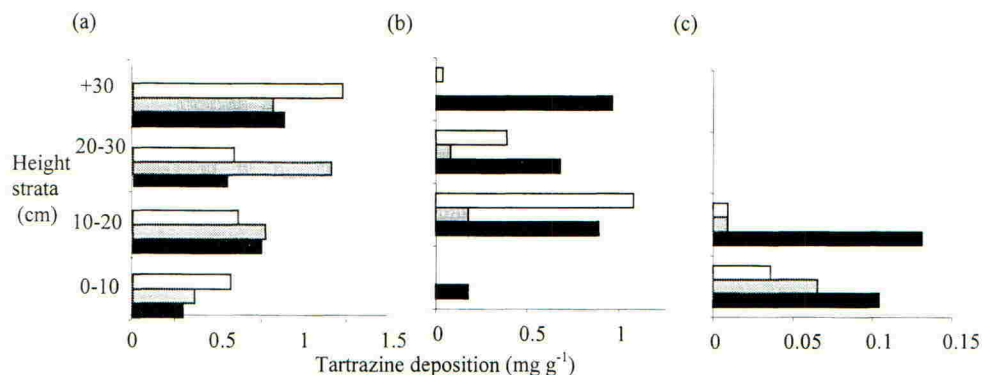 (a) (b) (c)
+30
20-30
Height
strata
(cm)
10-20
0-10
0 0.5 1 1.5
0 0.5 1
0 0.05 0.1 0.15
Tartrazine deposition (mg g-1)